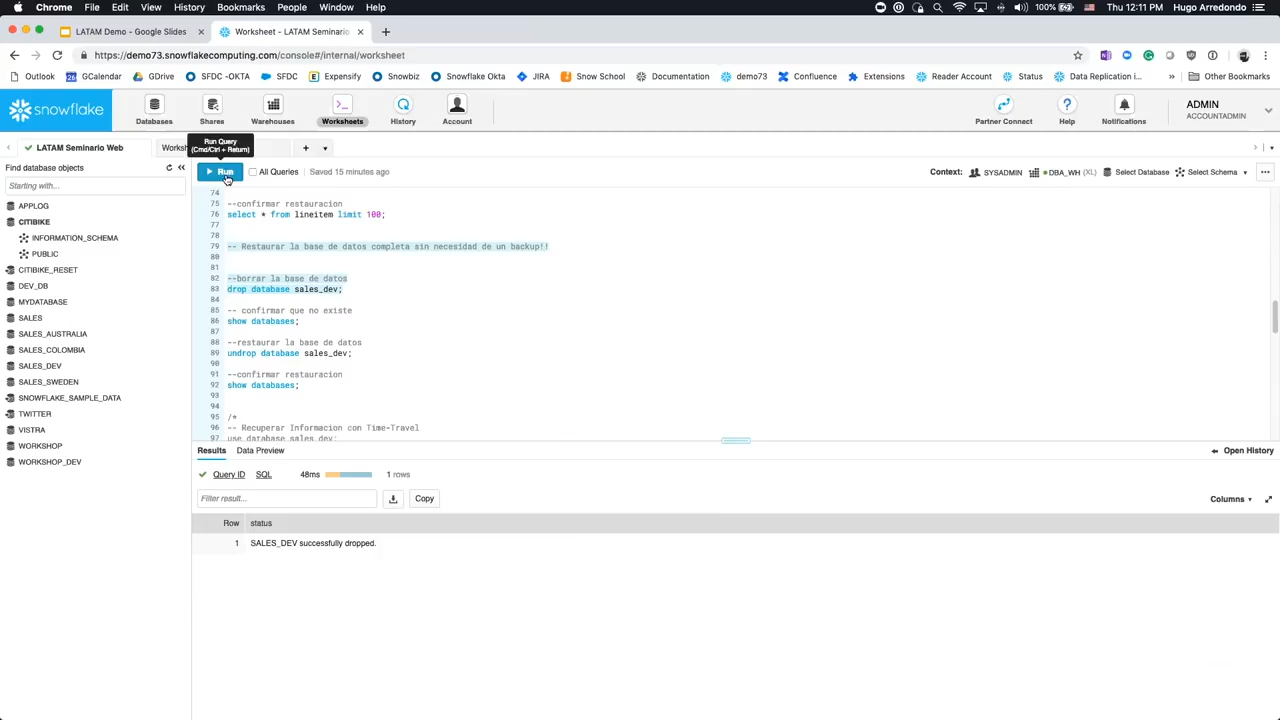 Chrome File Edit View History Bookmarks People Window Help 100% Thu 12:11 PM Hugo Arredondo
LATAM Demo - Google Slides Worksheet - LATAM Seminario
https://demo73.snowflakecomputing.com/console#/internal/worksheet
Outlook GCalendar GDrive SFDC -OKTA SFDC Expensify Snowbiz Snowflake Okta JIRA Snow School Documentation demo73 Confluence Extensions Reader Account Status Data Replication i... » Other Bookmarks
snowflake Databases Shares Warehouses Worksheets History Account Partner Connect Help Notifications ADMIN
ACCOUNTADMIN
LATAM Seminario Web Worksh
Run Query
(Cmd/Ctrl + Return)
Find database objects
Starting with...
Run All Queries Saved 15 minutes ago Context: SYSADMIN DBA_WH (XL) Select Database Select Schema
APPLOG
CITIBIKE
INFORMATION_SCHEMA
PUBLIC
CITIBIKE_RESET
DEV_DB
MYDATABASE
SALES
SALES_AUSTRALIA
SALES_COLOMBIA
SALES_DEV
SALES_SWEDEN
SNOWFLAKE_SAMPLE_DATA
TWITTER
VISTRA
WORKSHOP
WORKSHOP_DEV
74
75 --confirmar restauracion
76 select * from lineitem limit 100;
77
78
79 -- Restaurar la base de datos completa sin necesidad de un backup!!
80
81
82 --borrar la base de datos
83 drop database sales_dev;
84
85 -- confirmar que no existe
86 show databases;
87
88 --restaurar la base de datos
89 undrop database sales_dev;
90
91 --confirmar restauracion
92 show databases;
93
94
95 /*
96 -- Recuperar Informacion con Time-Travel
97 use database sales_dev;
Results Data Preview Open History
Query ID SQL 48ms 1 rows
Filter result... Copy Columns
Row status
1 SALES_DEV successfully dropped.